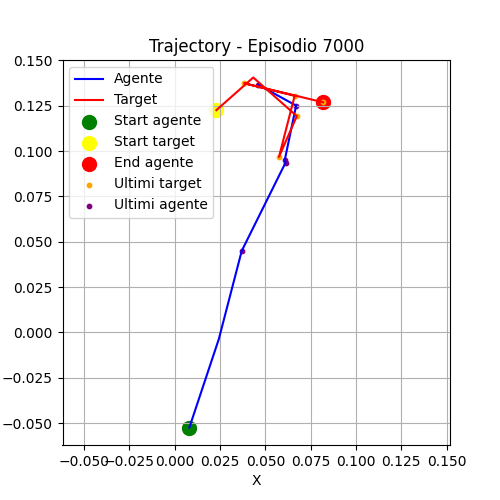 Trajectory - Episodio 7000
Agente
Target
Start agente
Start target
End agente
Ultimi target
Ultimi agente
0.150
0.125
0.100
0.075
0.050
0.025
0.000
−0.025
−0.050
−0.050 −0.025 0.000 0.025 0.050 0.075 0.100 0.125 0.150
X